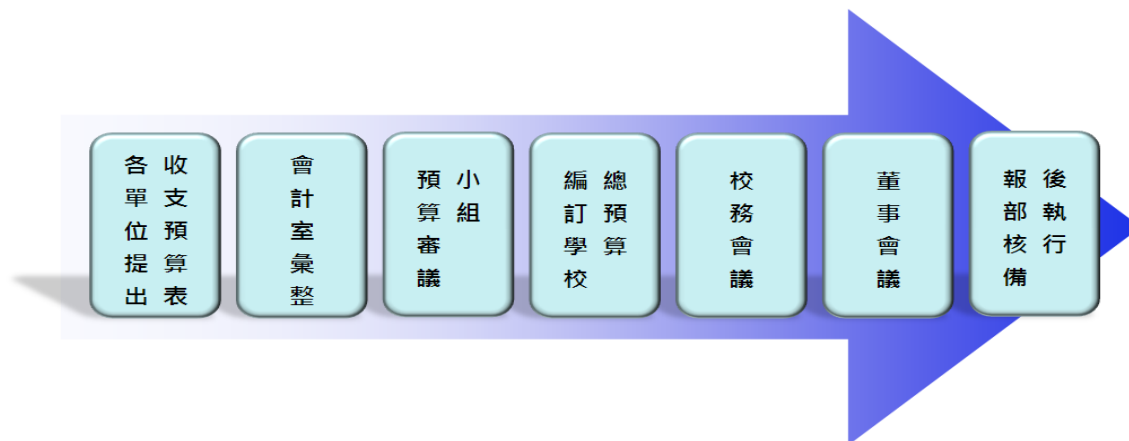 各單位提出
收支預算表
會計室彙整
預算審議
小組
編訂學校
總預算
校務會議
董事會議
報部核備
後執行